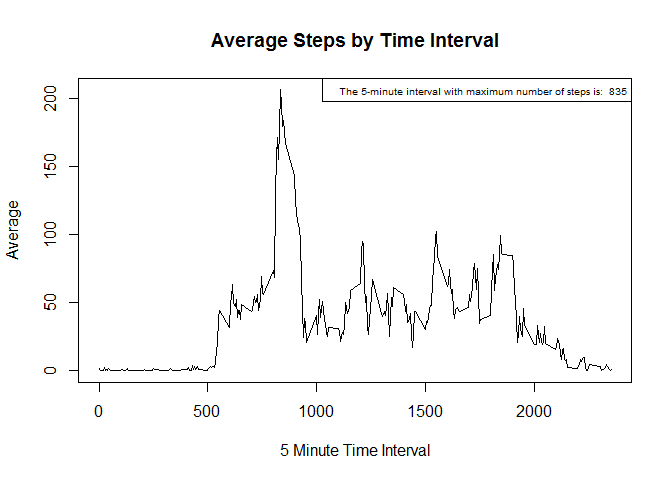 Average Steps by Time Interval
The 5-minute interval with maximum number of steps is: 835
Average
200
150
100
50
0
0 500 1000 1500 2000
5 Minute Time Interval